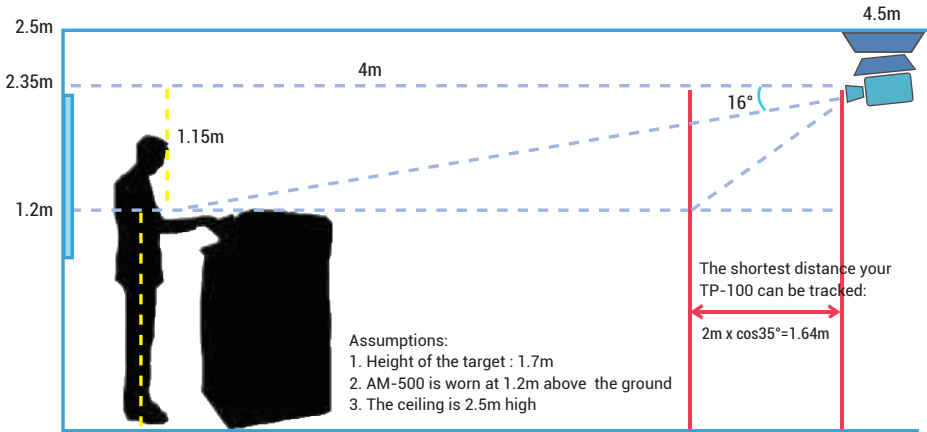 4.5m
2.5m
4m
2.35m
16°
1.15m
1.2m
The shortest distance your
TP-100 can be tracked:
2m x cos35°=1.64m
Assumptions:
1. Height of the target : 1.7m
2. AM-500 is worn at 1.2m above the ground
3. The ceiling is 2.5m high